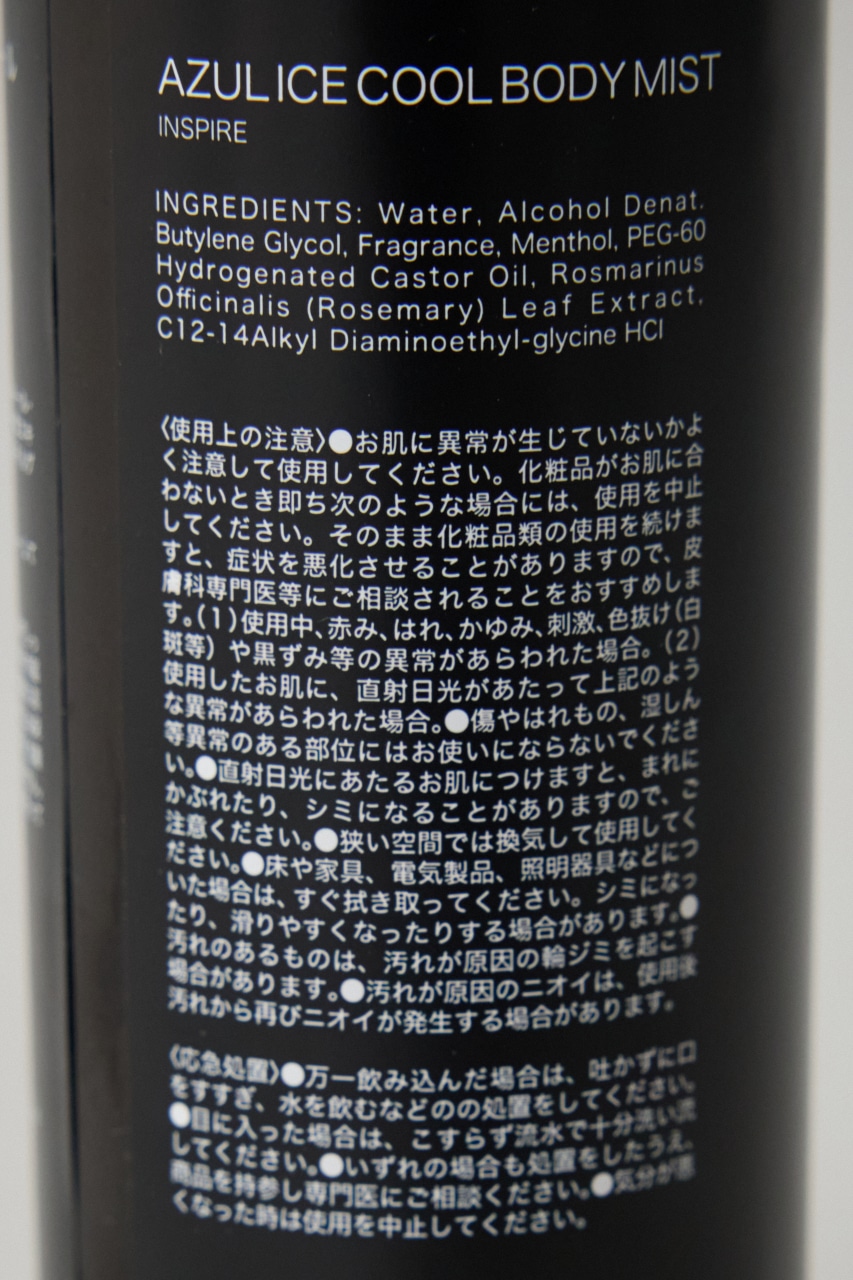 AZUL ICE COOL BODY MIST
INSPIRE
INGREDIENTS: Water, Alcohol Denat.
Butylene Glycol, Fragrance, Menthol, PEG-60
Hydrogenated Castor Oil, Rosmarinus
Officinalis (Rosemary) Leaf Extract,
C12-14Alkyl Diaminoethyl-glycine HCl
〈使用上の注意〉●お肌に異常が生じていないかよ
く注意して使用してください。化粧品がお肌に合
わないとき即ち次のような場合には、使用を中止
してください。そのまま化粧品類の使用を続けま
すと、症状を悪化させることがありますので、皮
膚科専門医等にご相談されることをおすすめしま
す。(1)使用中、赤み、はれ、かゆみ、刺激、色抜け(白
斑等)や黒ずみ等の異常があらわれた場合。(2)
使用したお肌に、直射日光があたって上記のよう
な異常があらわれた場合。●傷やはれもの、湿しん
等異常のある部位にはお使いにならないでくださ
い。●直射日光にあたるお肌につけますと、まれに
かぶれたり、シミになることがありますので、ご
注意ください。●狭い空間では換気して使用してく
ださい。●床や家具、電気製品、照明器具などにつ
いた場合は、すぐ拭き取ってください。シミになっ
たり、滑りやすくなったりする場合があります。●
汚れのあるものは、汚れが原因の輪ジミを起こす
場合があります。●汚れが原因のニオイは、使用後
汚れから再びニオイが発生する場合があります。
〈応急処置〉●万一飲み込んだ場合は、吐かずに口
をすすぎ、水を飲むなどのの処置をしてください。
●目に入った場合は、こすらず流水で十分洗い流
してください。●いずれの場合も処置をしたうえ、
商品を持参し専門医にご相談ください。●気分が悪
くなった時は使用を中止してください。